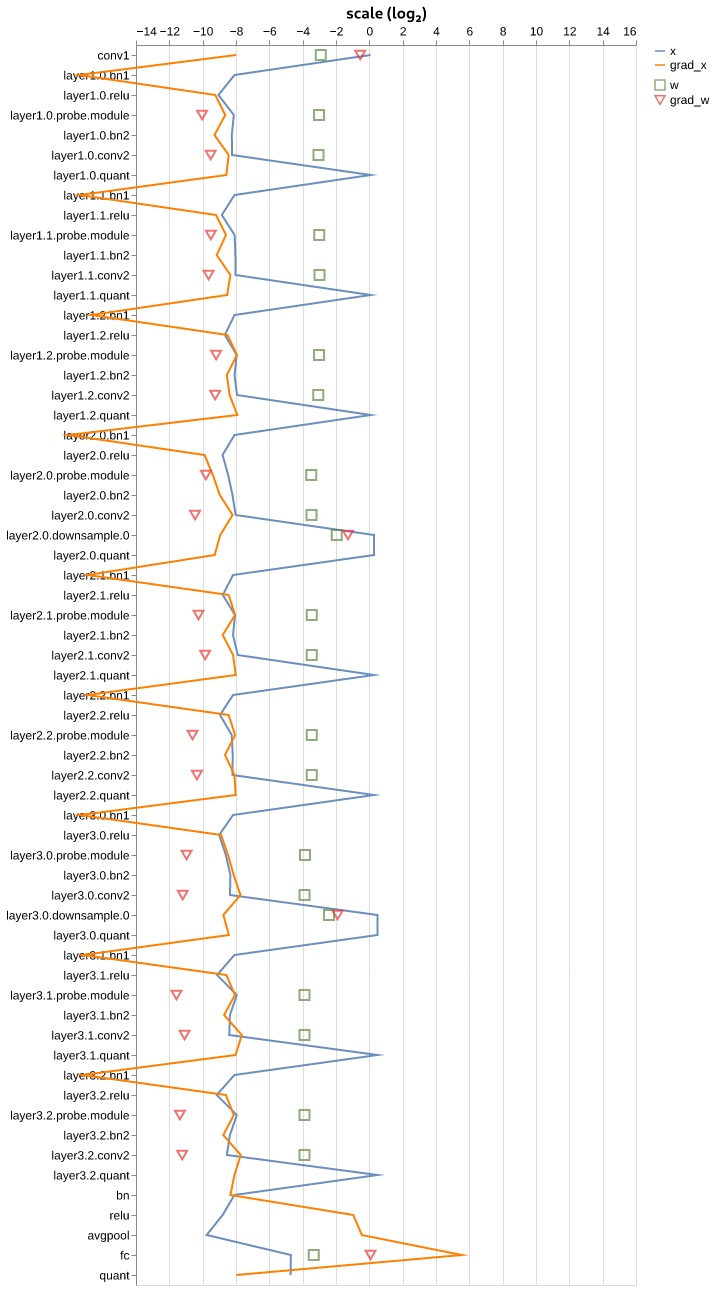 scale (log₂)
−14 −12 −10 −8 −6 −4 −2 0 2 4 6 8 10 12 14 16
x
grad_x
w
grad_w
conv1
layer1.0.bn1
layer1.0.relu
layer1.0.probe.module
layer1.0.bn2
layer1.0.conv2
layer1.0.quant
layer1.1.bn1
layer1.1.relu
layer1.1.probe.module
layer1.1.bn2
layer1.1.conv2
layer1.1.quant
layer1.2.bn1
layer1.2.relu
layer1.2.probe.module
layer1.2.bn2
layer1.2.conv2
layer1.2.quant
layer2.0.bn1
layer2.0.relu
layer2.0.probe.module
layer2.0.bn2
layer2.0.conv2
layer2.0.downsample.0
layer2.0.quant
layer2.1.bn1
layer2.1.relu
layer2.1.probe.module
layer2.1.bn2
layer2.1.conv2
layer2.1.quant
layer2.2.bn1
layer2.2.relu
layer2.2.probe.module
layer2.2.bn2
layer2.2.conv2
layer2.2.quant
layer3.0.bn1
layer3.0.relu
layer3.0.probe.module
layer3.0.bn2
layer3.0.conv2
layer3.0.downsample.0
layer3.0.quant
layer3.1.bn1
layer3.1.relu
layer3.1.probe.module
layer3.1.bn2
layer3.1.conv2
layer3.1.quant
layer3.2.bn1
layer3.2.relu
layer3.2.probe.module
layer3.2.bn2
layer3.2.conv2
layer3.2.quant
bn
relu
avgpool
fc
quant